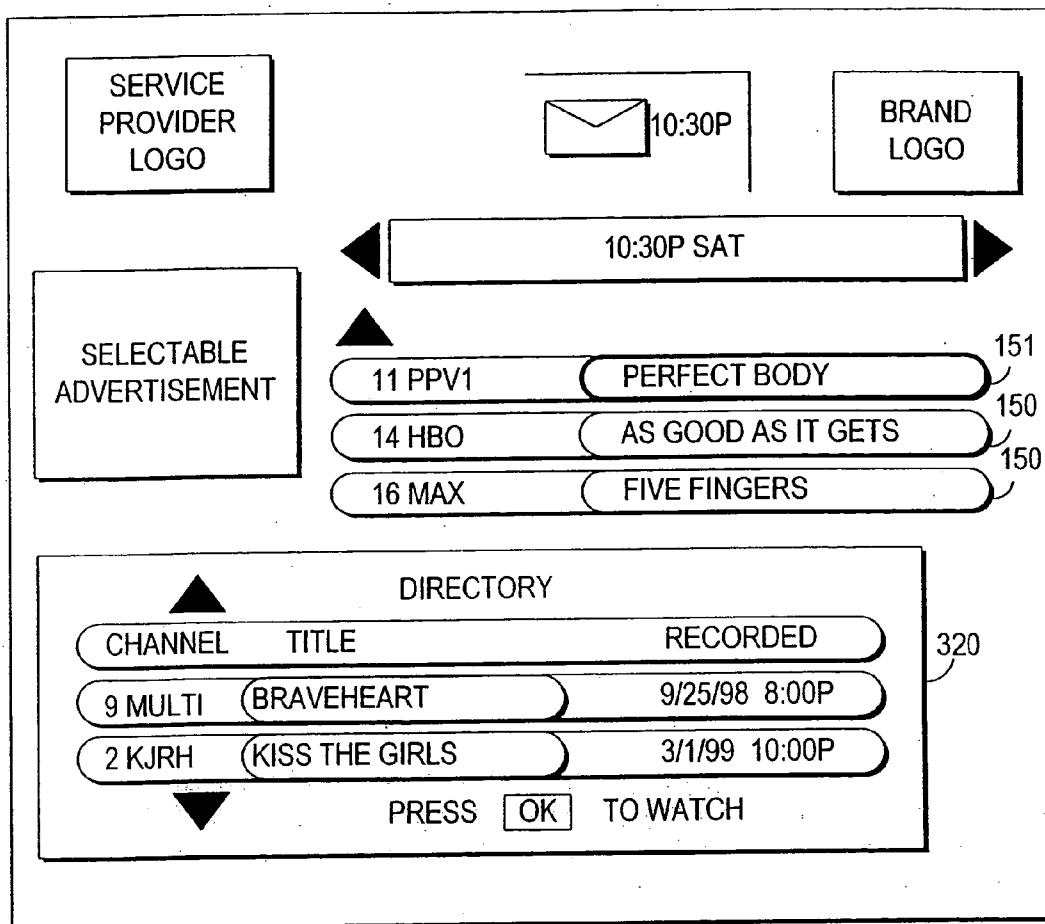 SERVICE
PROVIDER
LOGO
10:30P
BRAND
LOGO
10:30P SAT
SELECTABLE
ADVERTISEMENT
11 PPV1 PERFECT BODY 151
14 HBO AS GOOD AS IT GETS 150
16 MAX FIVE FINGERS 150
DIRECTORY
CHANNEL TITLE RECORDED 320
9 MULTI BRAVEHEART 9/25/98 8:00P
2 KJRH KISS THE GIRLS 3/1/99 10:00P
PRESS OK TO WATCH